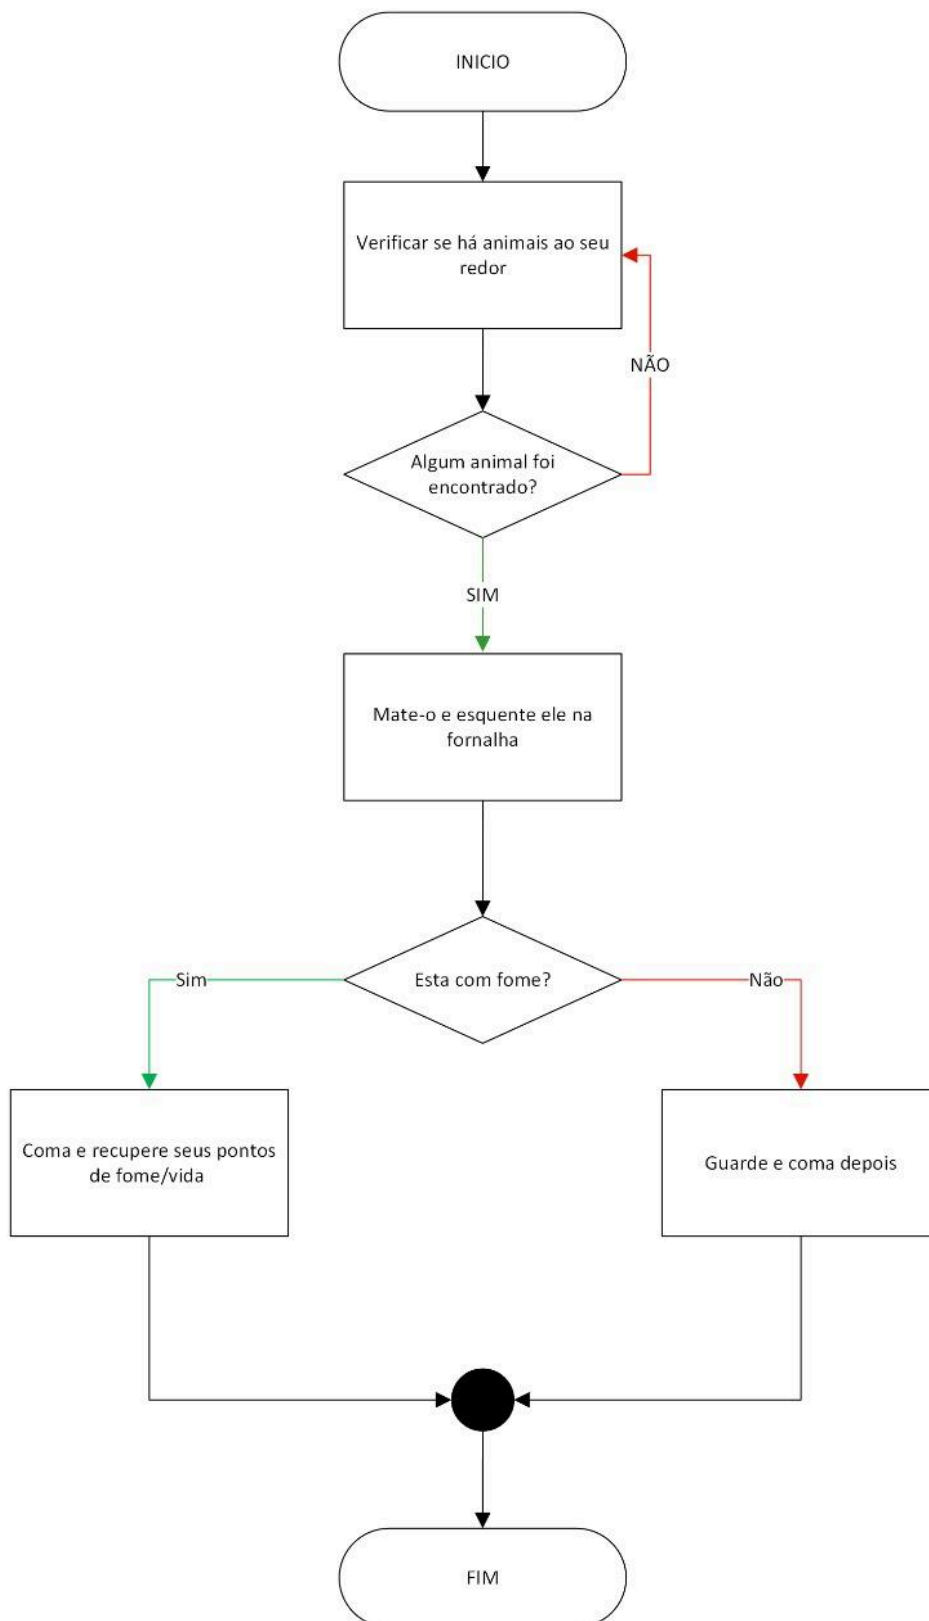 INICIO
Verificar se há animais ao seu
redor
NÃO
Algum animal foi
encontrado?
SIM
Mate-o e esquente ele na
fornalha
Sim
Esta com fome?
Não
Coma e recupere seus pontos
de fome/vida
Guarde e coma depois
FIM